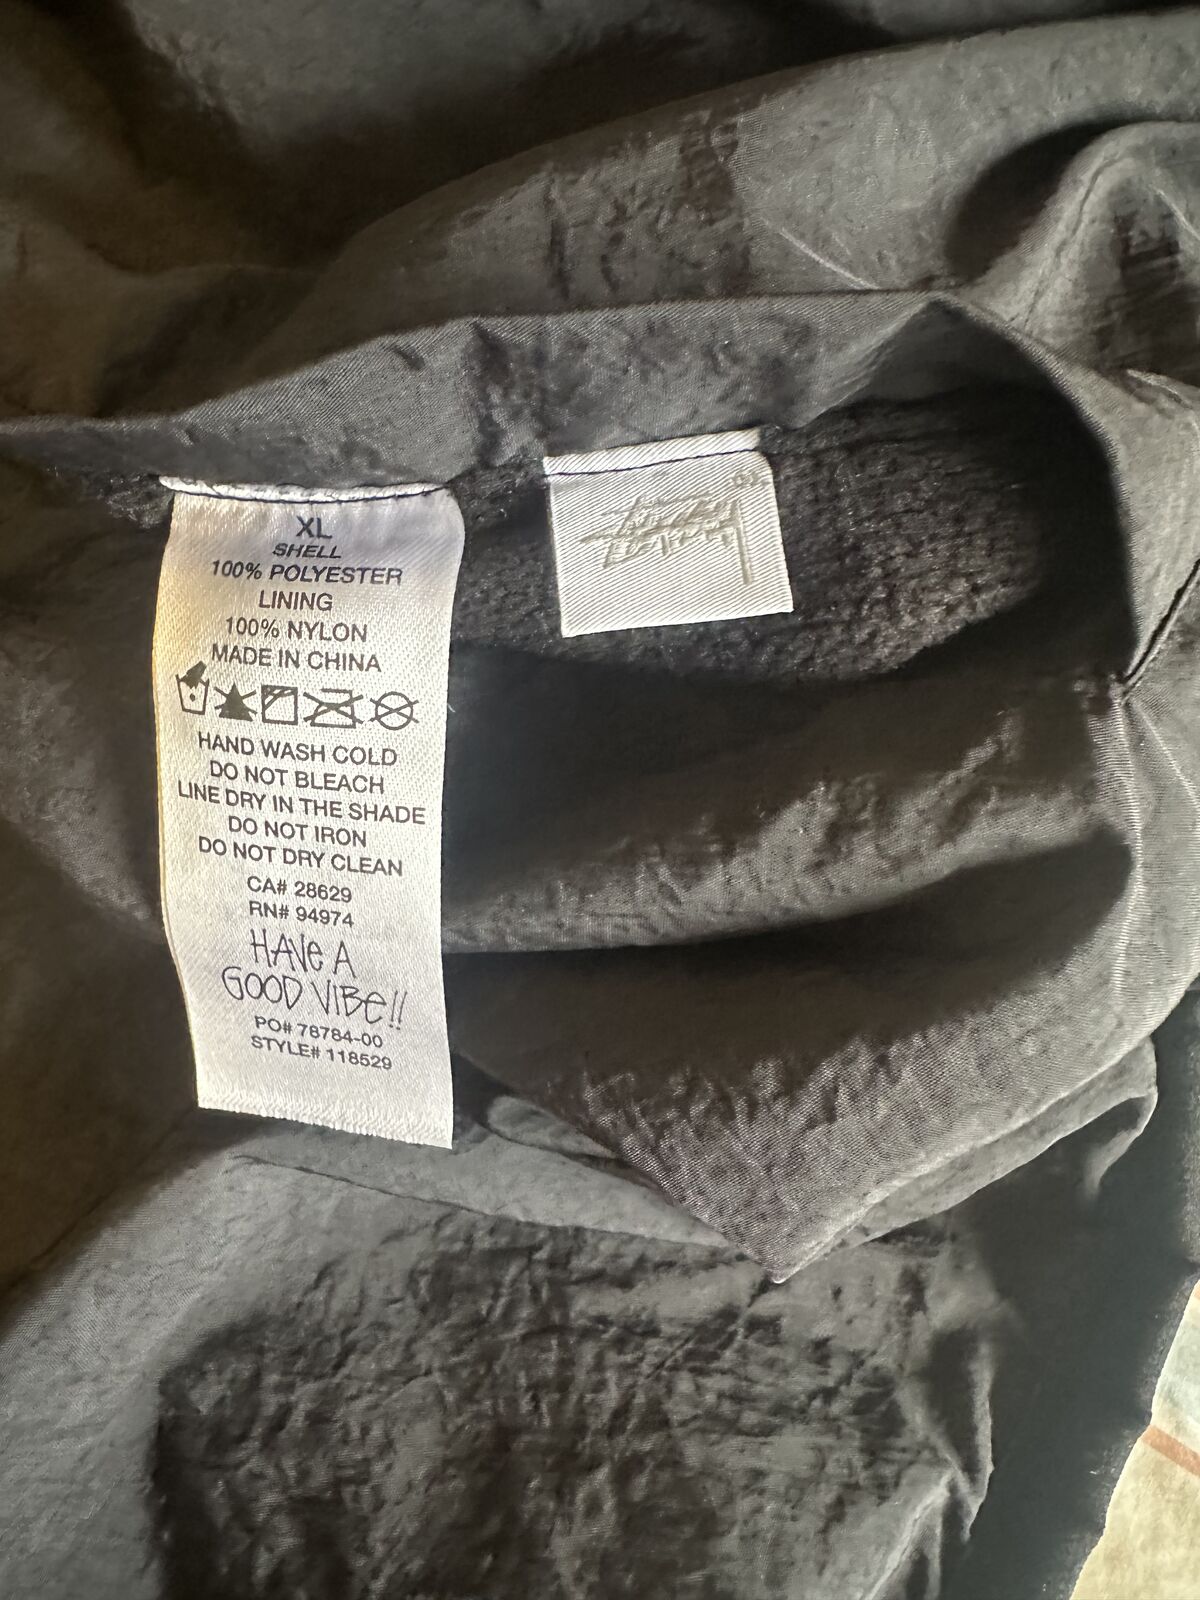 XL
SHELL
100% POLYESTER
LINING
100% NYLON
MADE IN CHINA
HAND WASH COLD
DO NOT BLEACH
LINE DRY IN THE SHADE
DO NOT IRON
DO NOT DRY CLEAN
CA# 28629
RN# 94974
HAVE A
GOOD VIBE!!
PO# 78784-00
STYLE# 118529